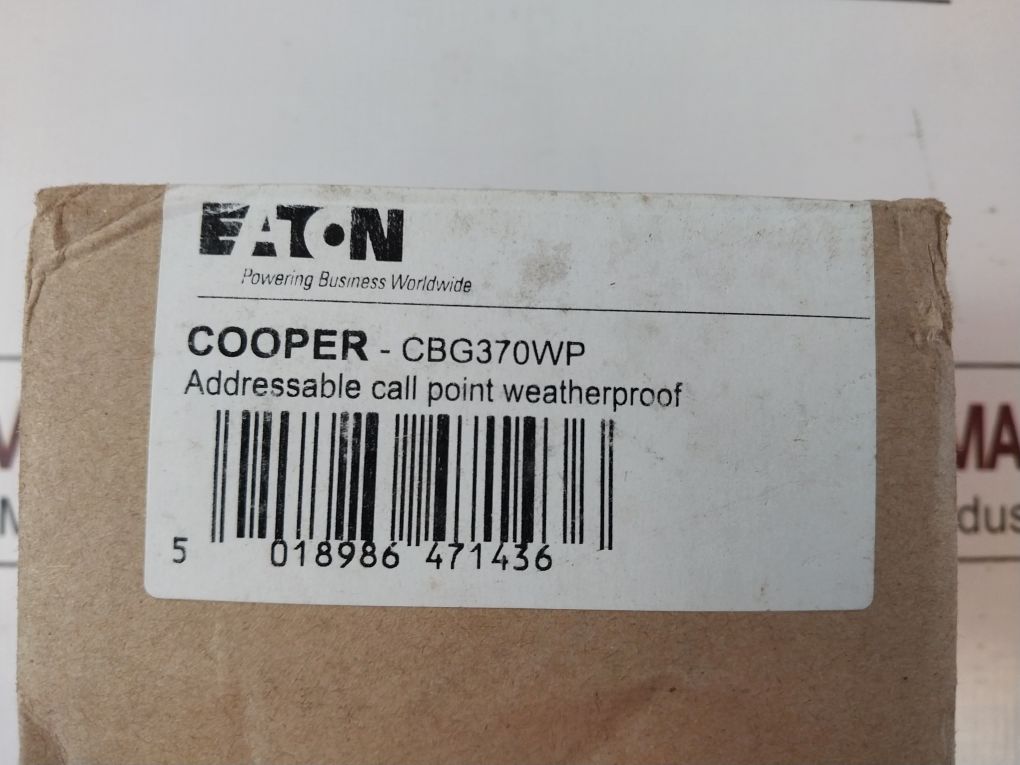 EATON
Powering Business Worldwide
COOPER - CBG370WP
Addressable call point weatherproof
5 018986 471436